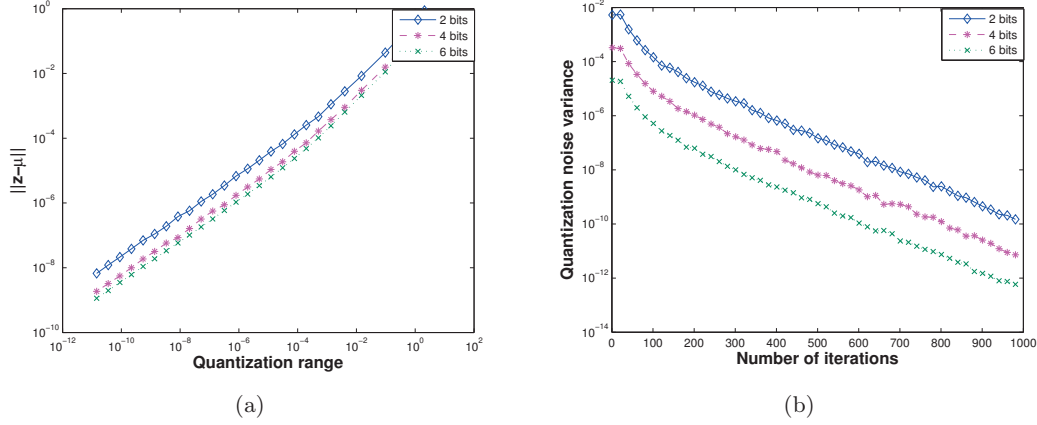 10^0
10^-2
10^-4
10^-6
10^-8
10^-10
||z−μ||
10^-12
10^-10
10^-8
10^-6
10^-4
10^-2
10^0
10^2
Quantization range
2 bits
4 bits
6 bits
(a)
10^-2
10^-4
10^-6
10^-8
10^-10
10^-12
10^-14
Quantization noise variance
0
100
200
300
400
500
600
700
800
900
1000
Number of iterations
2 bits
4 bits
6 bits
(b)